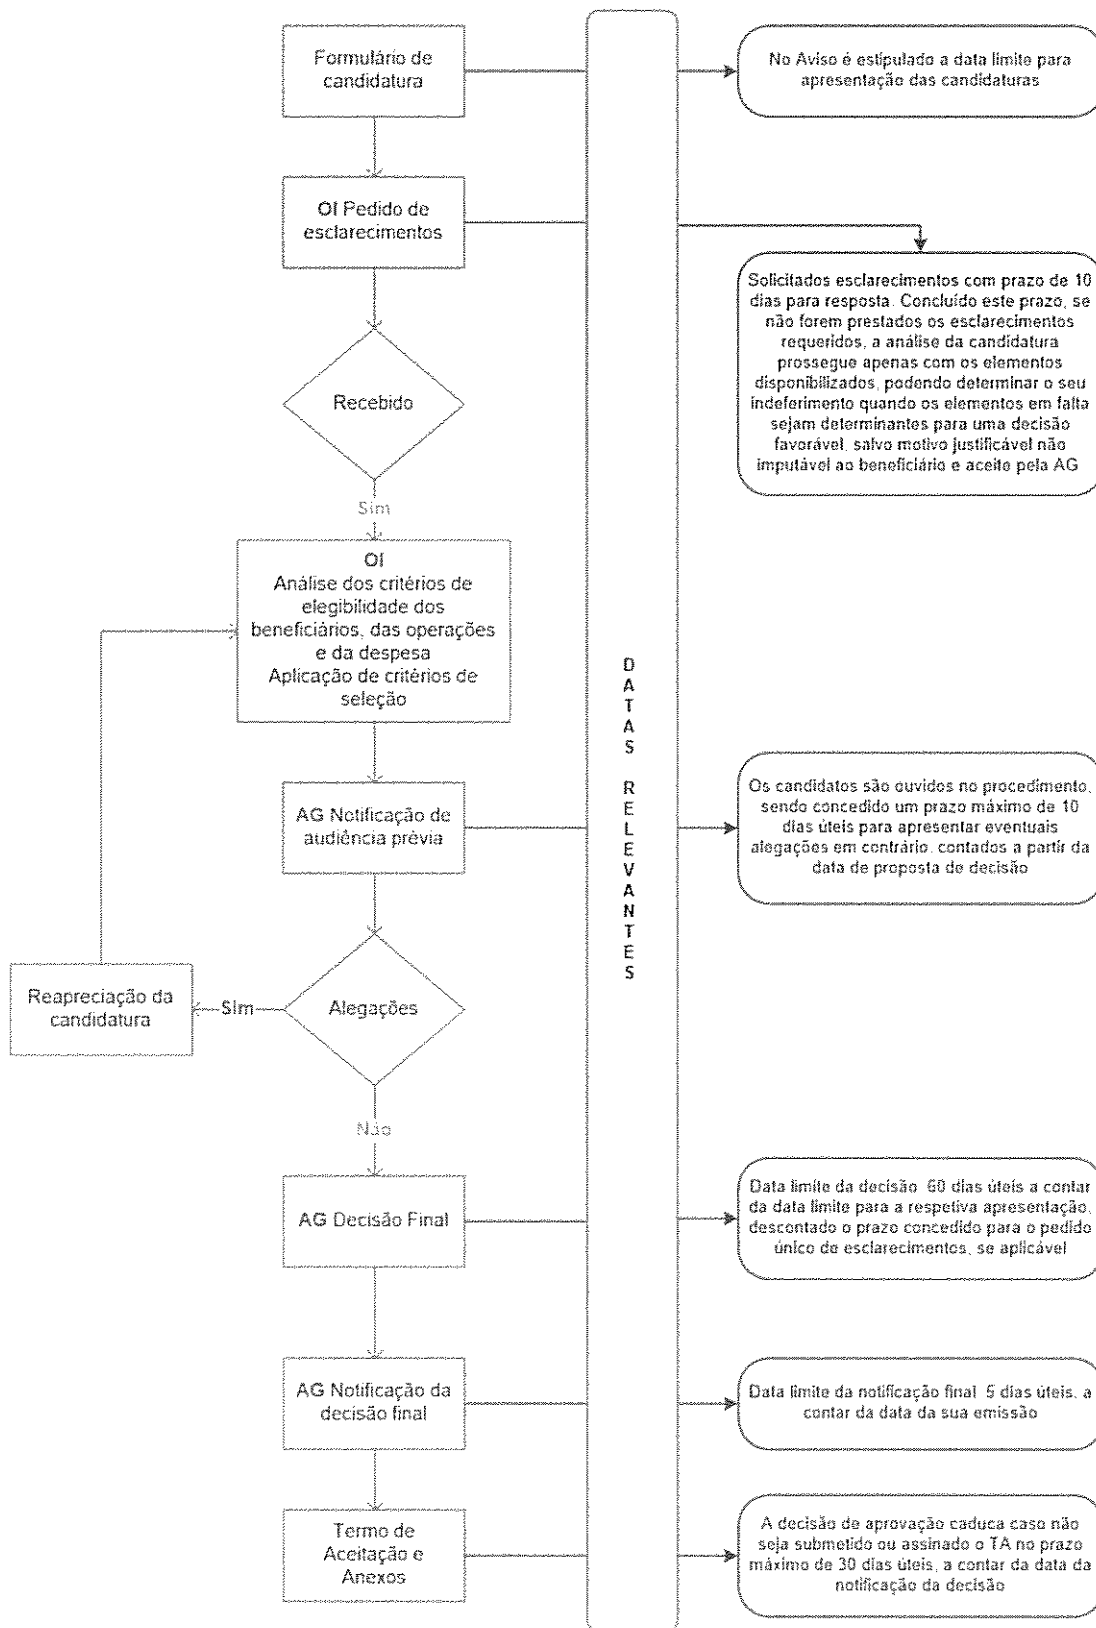 Formulário de
candidatura
No Aviso é estipulado a data limite para
apresentação das candidaturas
OI Pedido de
esclarecimentos
Solicitados esclarecimentos com prazo de 10
dias para resposta. Concluído este prazo, se
não forem prestados os esclarecimentos
requeridos, a análise da candidatura
prossegue apenas com os elementos
disponibilizados, podendo determinar o seu
indeferimento quando os elementos em falta
sejam determinantes para uma decisão
favorável, salvo motivo justificável não
imputável ao beneficiário e aceite pela AG
Recebido
Sim
OI
Análise dos critérios de
elegibilidade dos
beneficiários, das operações
e da despesa
Aplicação de critérios de
seleção
DATAS RELEVANTES
AG Notificação de
audiência prévia
Os candidatos são ouvidos no procedimento,
sendo concedido um prazo máximo de 10
dias úteis para apresentar eventuais
alegações em contrário, contados a partir da
data de proposta de decisão
Reapreciação da
candidatura
Sim
Alegações
Não
AG Decisão Final
Data limite da decisão 60 dias úteis a contar
da data limite para a respetiva apresentação,
descontado o prazo concedido para o pedido
único de esclarecimentos, se aplicável
AG Notificação da
decisão final
Data limite da notificação final 5 dias úteis, a
contar da data da sua emissão
Termo de
Aceitação e
Anexos
A decisão de aprovação caduca caso não
seja submetido ou assinado o TA no prazo
máximo de 30 dias úteis, a contar da data da
notificação da decisão